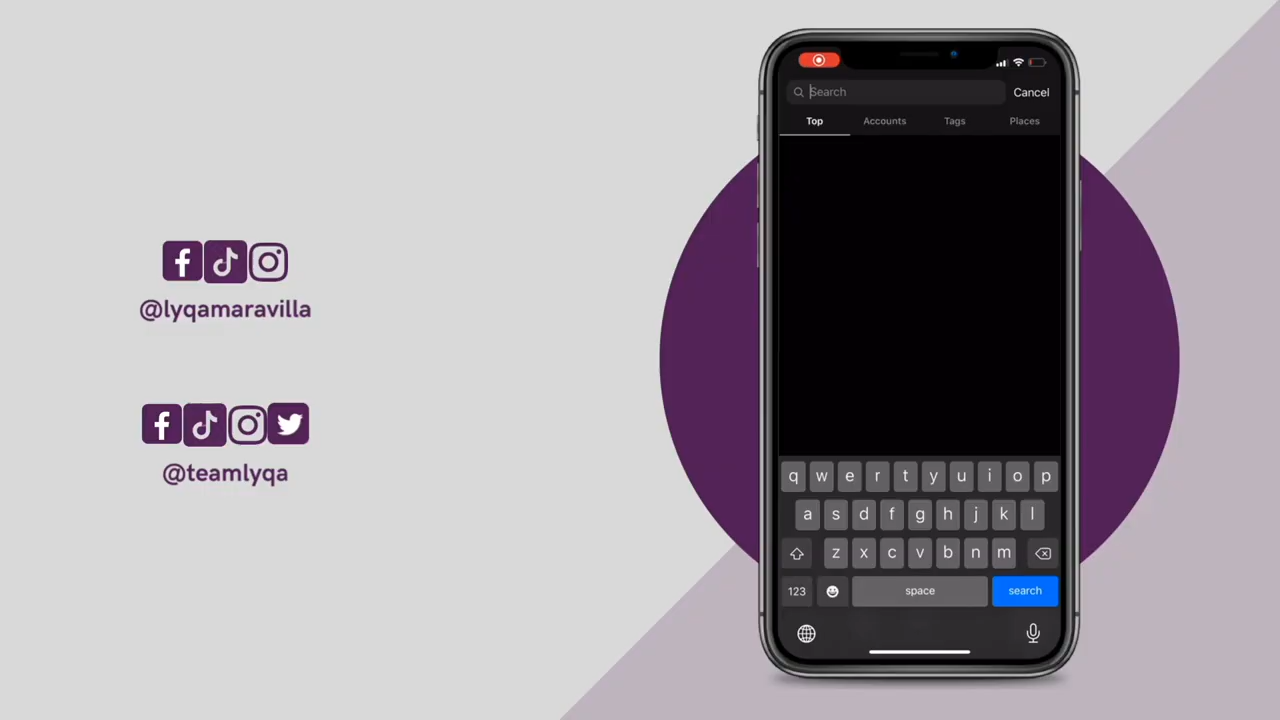 @lyqamaravilla
@teamlyqa
Search Cancel
Top Accounts Tags Places
q w e r t y u i o p
a s d f g h j k l
z x c v b n m
123 space search